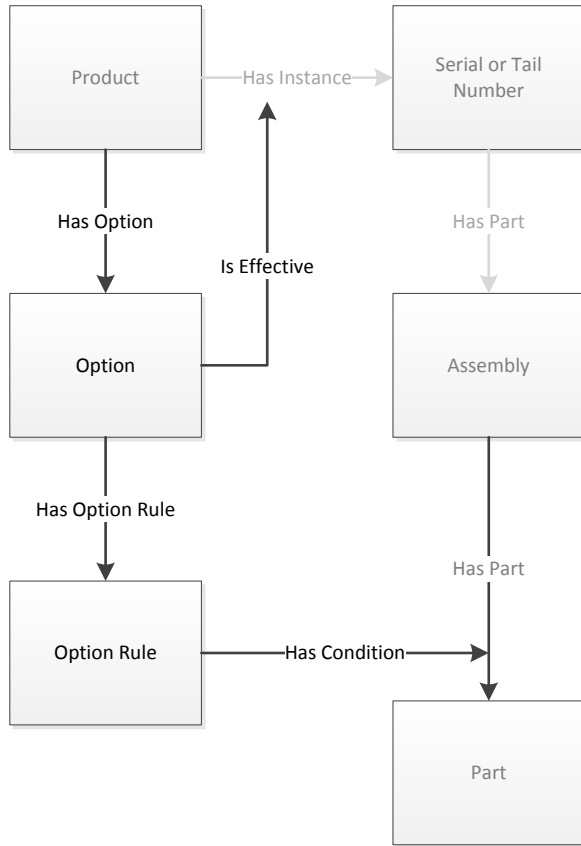 Product
Has Instance
Serial or Tail
Number
Has Option
Has Part
Is Effective
Option
Assembly
Has Option Rule
Has Part
Option Rule
Has Condition
Part